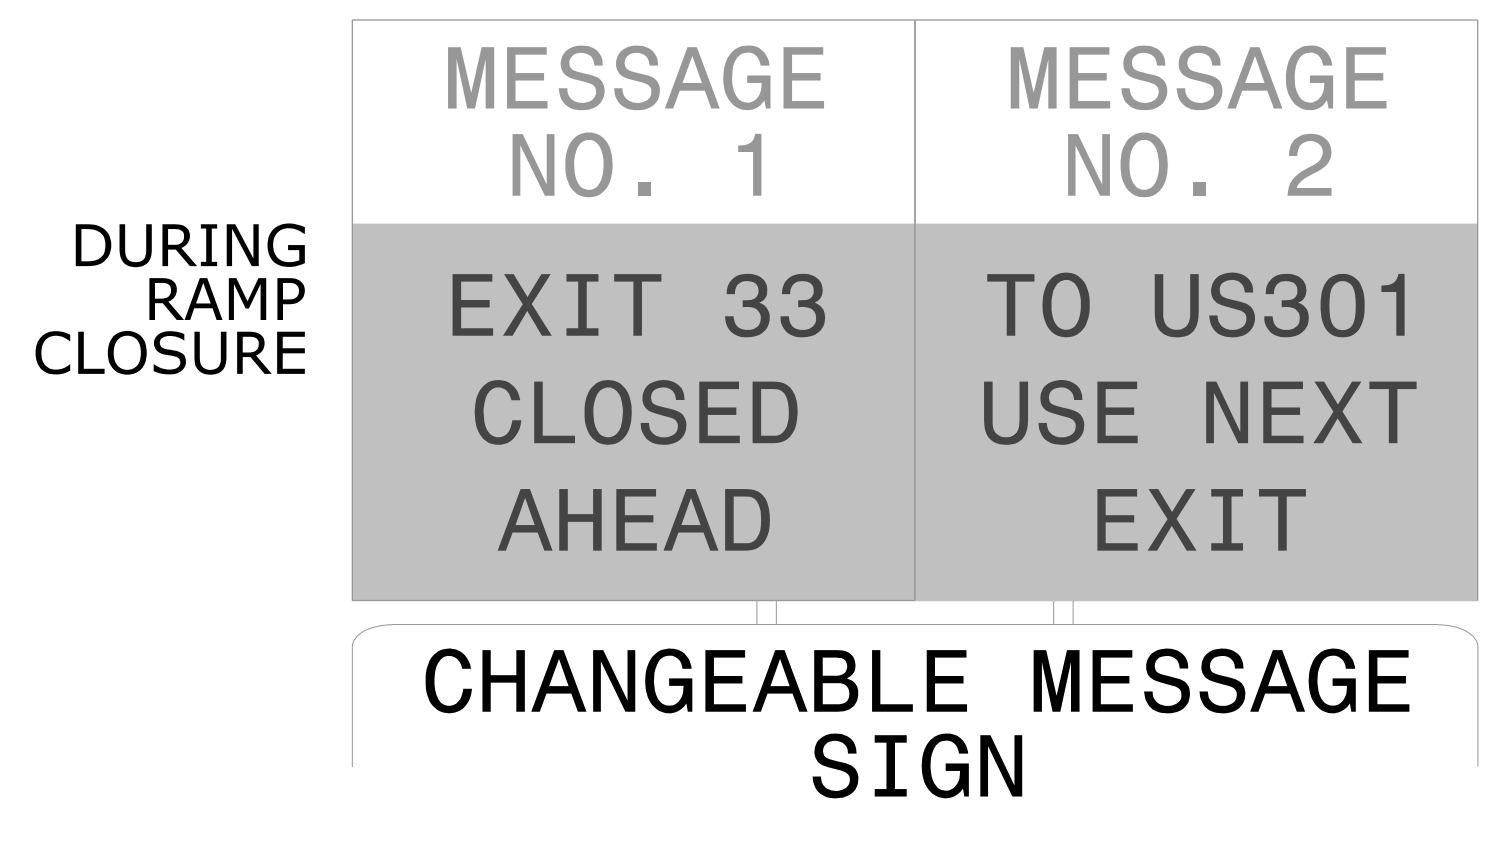 MESSAGE
NO. 1
MESSAGE
NO. 2
DURING
RAMP
CLOSURE
EXIT 33
CLOSED
AHEAD
TO US301
USE NEXT
EXIT
CHANGEABLE MESSAGE
SIGN